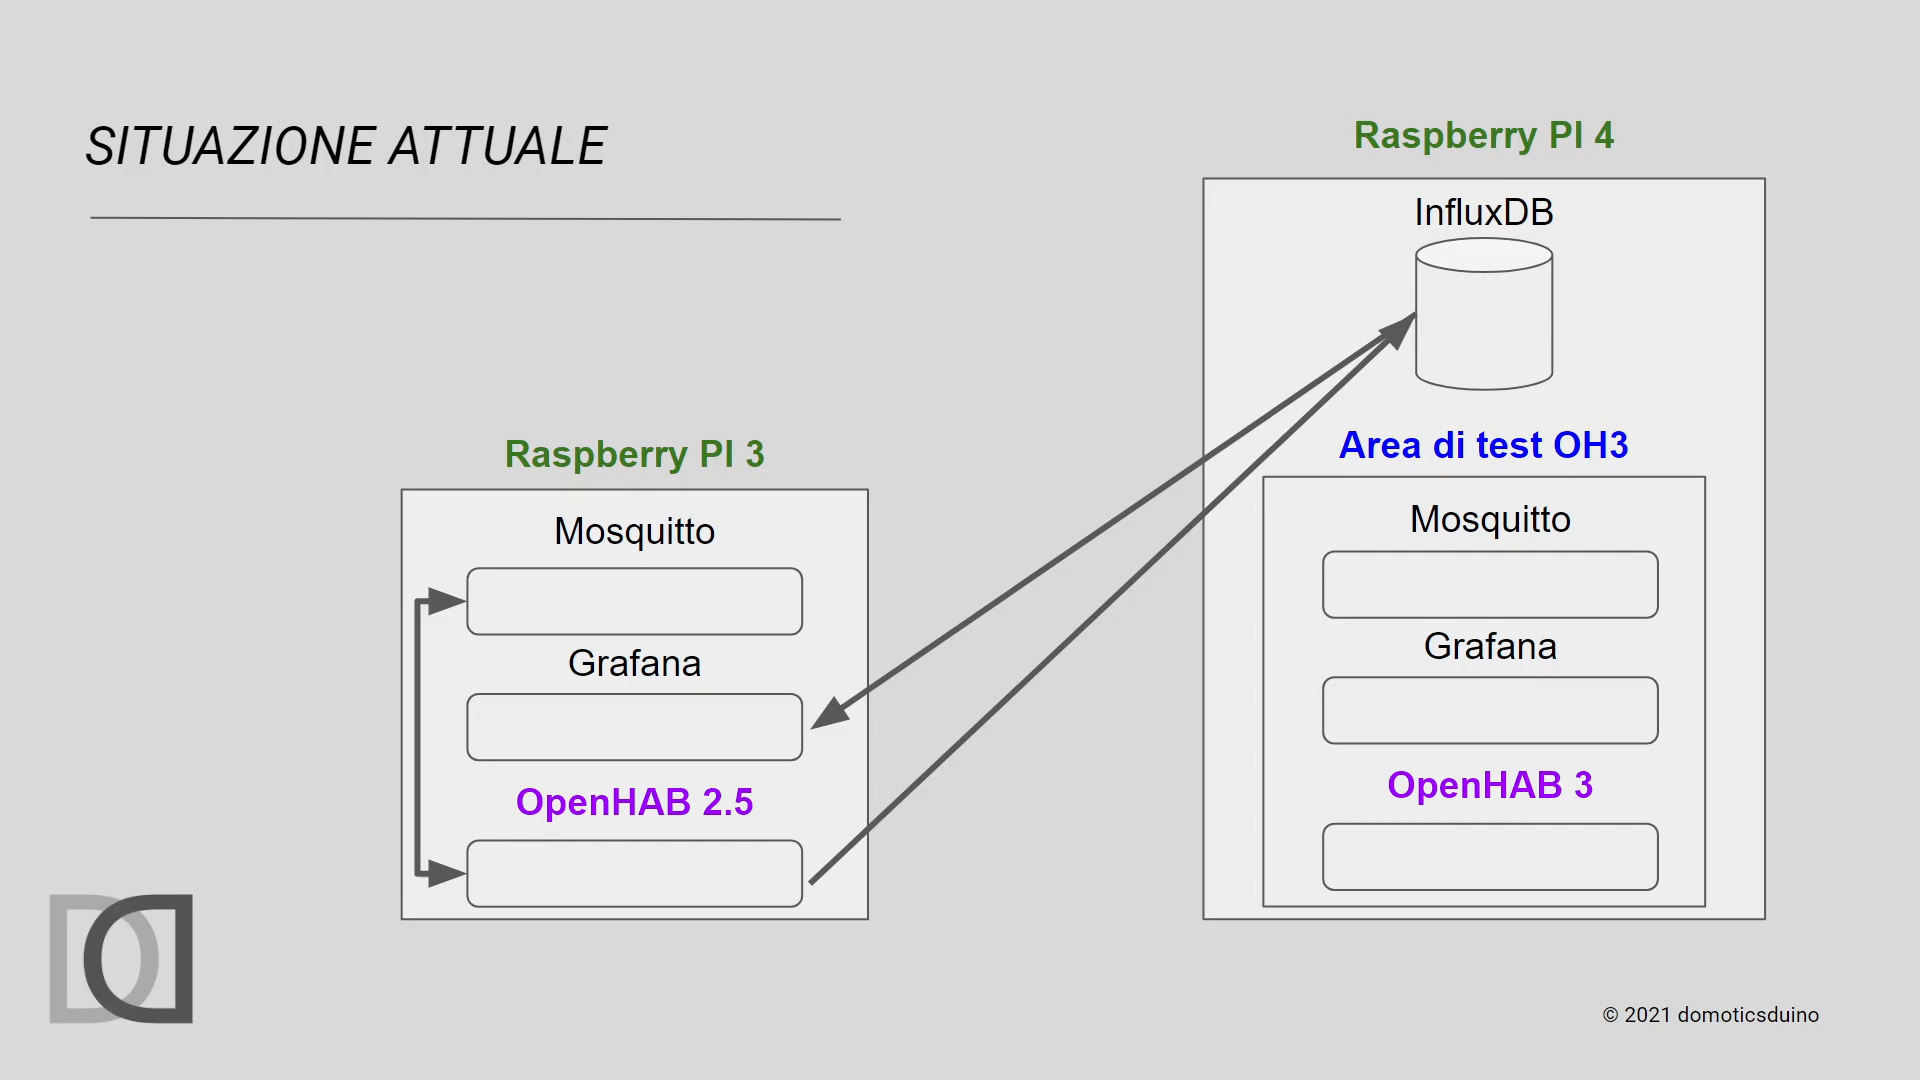 SITUAZIONE ATTUALE
Raspberry PI 3
Mosquitto
Grafana
OpenHAB 2.5
Raspberry PI 4
InfluxDB
Area di test OH3
Mosquitto
Grafana
OpenHAB 3
© 2021 domoticsduino